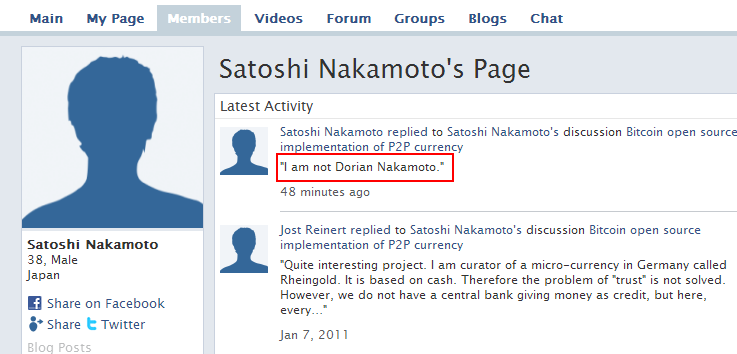 Main My Page Members Videos Forum Groups Blogs Chat
Satoshi Nakamoto's Page
Latest Activity
Satoshi Nakamoto replied to Satoshi Nakamoto's discussion Bitcoin open source
implementation of P2P currency
"I am not Dorian Nakamoto."
48 minutes ago
Jost Reinert replied to Satoshi Nakamoto's discussion Bitcoin open source
implementation of P2P currency
"Quite interesting project. I am curator of a micro-currency in Germany called
Rheingold. It is based on cash. Therefore the problem of "trust" is not solved.
However, we do not have a central bank giving money as credit, but here,
every..."
Jan 7, 2011
Satoshi Nakamoto
38, Male
Japan
Share on Facebook
Share Twitter
Blog Posts